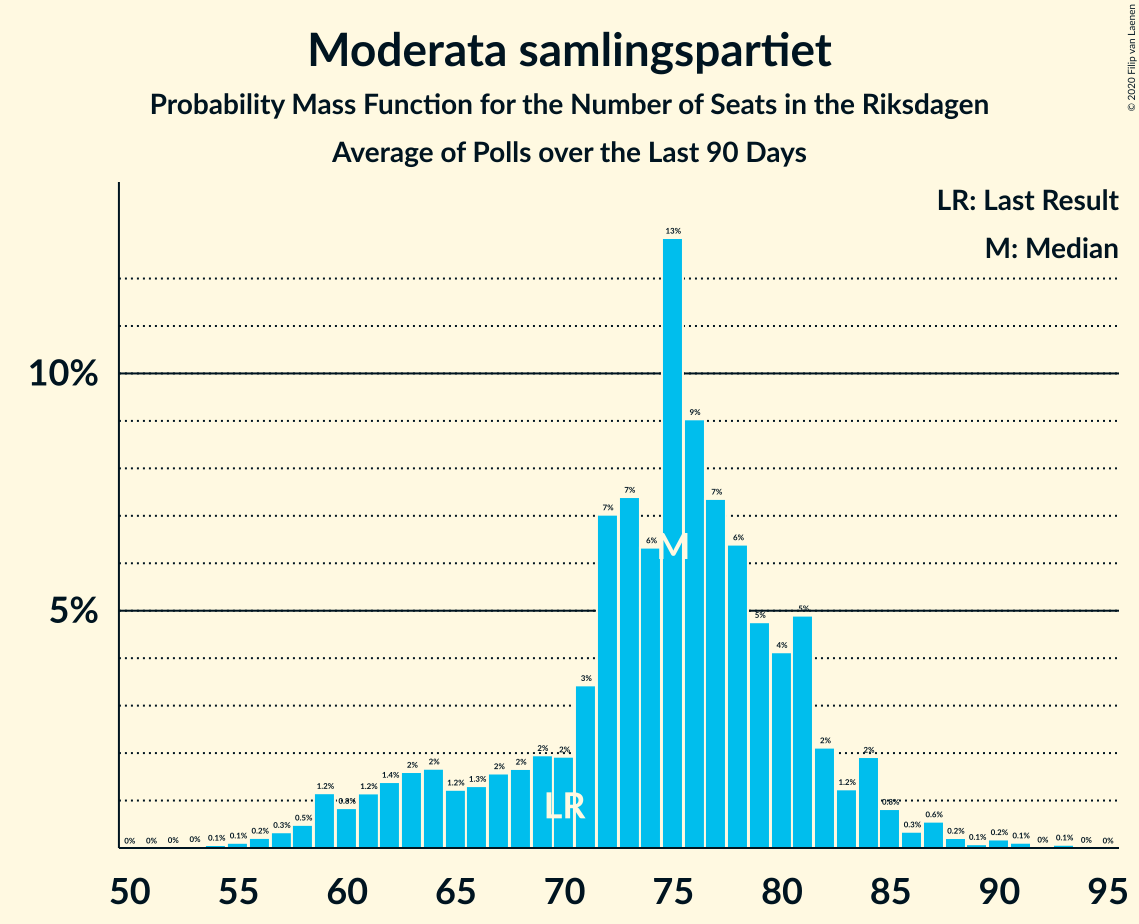 Moderata samlingspartiet
Probability Mass Function for the Number of Seats in the Riksdagen
Average of Polls over the Last 90 Days
© 2020 Filip van Laenen
LR: Last Result
M: Median
10%
5%
0% 0% 0% 0% 0.1% 0.1% 0.2% 0.3% 0.5% 1.2% 0.8% 1.2% 1.4% 2% 2% 1.2% 1.3% 2% 2% 2% 2% 3% 7% 7% 6% 13% 9% 7% 6% 5% 4% 5% 2% 1.2% 2% 0.8% 0.3% 0.6% 0.2% 0.1% 0.2% 0.1% 0% 0.1% 0% 0%
M
LR
50 55 60 65 70 75 80 85 90 95